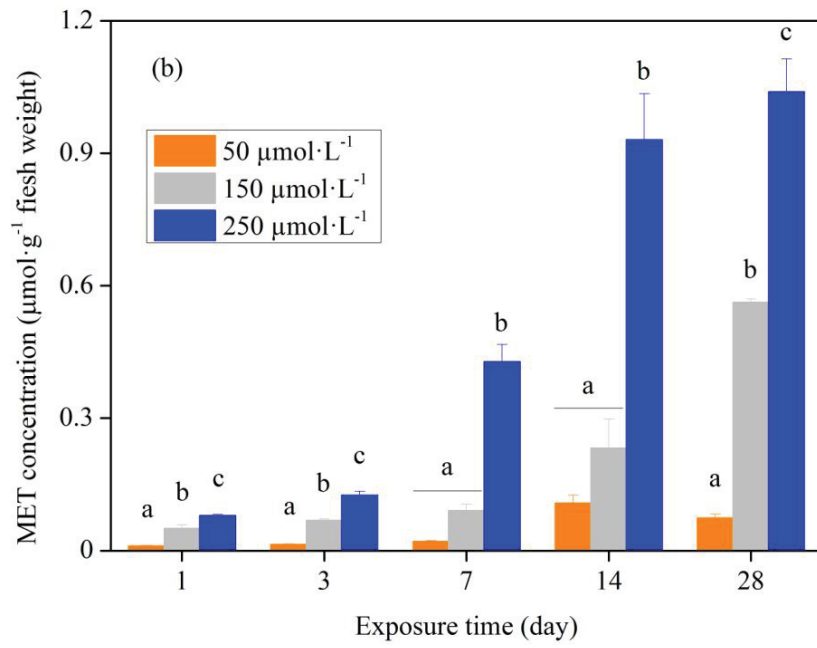 1.2
(b)
c
b
50 µmol·L-1
150 µmol·L-1
250 µmol·L-1
0.9
b
b
0.6
a
0.3
a
a b c
a b c
a
0
1 3 7 14 28
Exposure time (day)
MET concentration (µmol·g-1 fiesh weight)